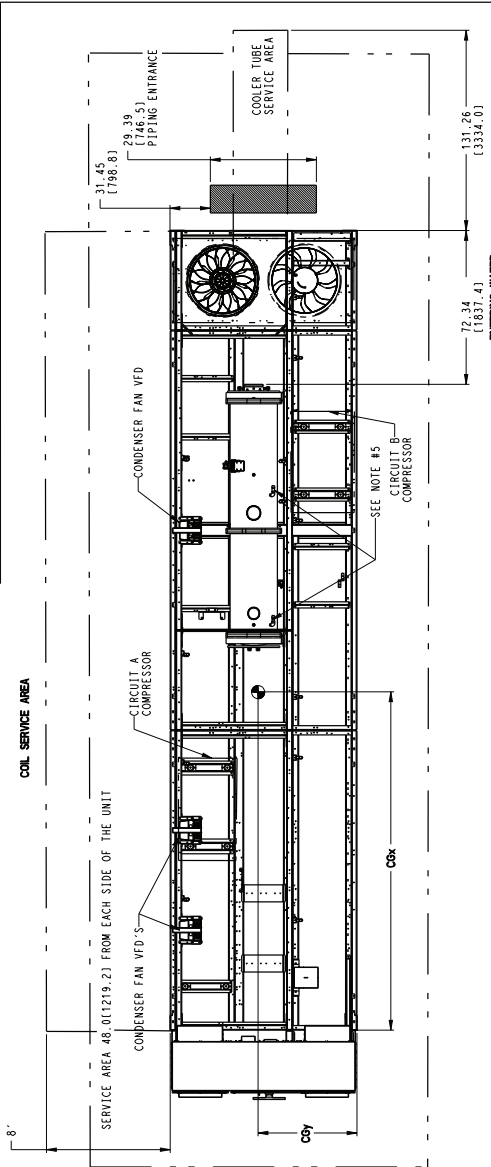 8'
COIL SERVICE AREA
SERVICE AREA 48.0[1219.2] FROM EACH SIDE OF THE UNIT
CONDENSER FAN VFD'S
CIRCUIT A
COMPRESSOR
CONDENSER FAN VFD
31.45
[798.8]
29.39
[746.5]
PIPING ENTRANCE
COOLER TUBE
SERVICE AREA
SEE NOTE #5
CIRCUIT B
COMPRESSOR
72.34
[1837.4]
131.26
[3334.0]
CGx
CGy